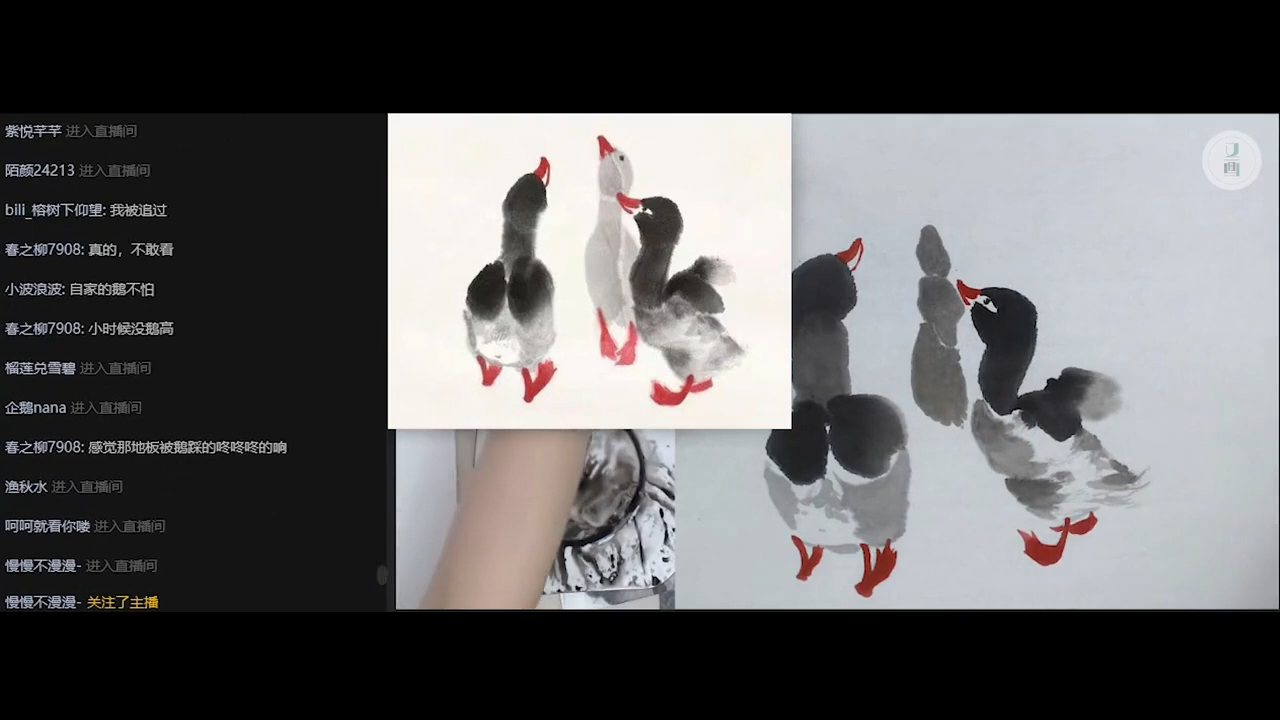 紫悦芊芊 进入直播间
陌颜24213 进入直播间
bili_榕树下仰望: 我被追过
春之柳7908: 真的，不敢看
小波浪波: 自家的鹅不怕
春之柳7908: 小时候没鹅高
榴莲兑雪碧 进入直播间
企鹅nana 进入直播间
春之柳7908: 感觉那地板被鹅踩的咚咚咚的响
渔秋水 进入直播间
呵呵就看你喽 进入直播间
慢慢不漫漫- 进入直播间
慢慢不漫漫- 关注了主播